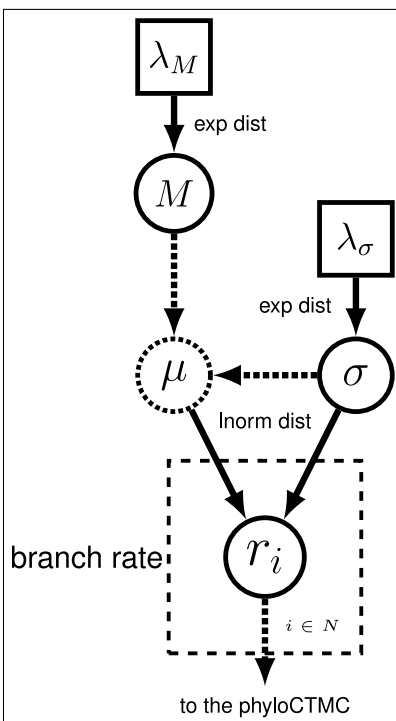 λ_M
exp dist
M
λ_σ
exp dist
μ
σ
lnorm dist
branch rate
r_i
i ∈ N
to the phyloCTMC